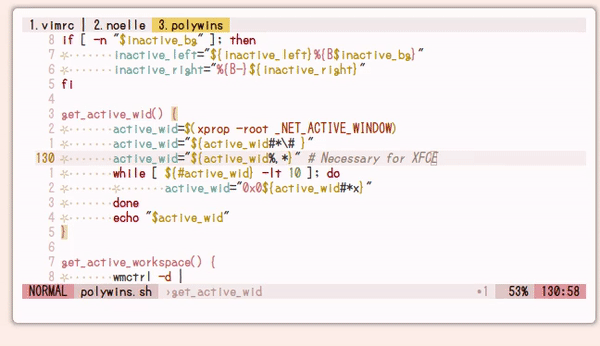 1.vimrc | 2.noelle 3.polywins
8 if [ -n "$inactive_bg" ]; then
7 ✲·······inactive_left="${inactive_left}%{B$inactive_bg}"
6 ✲·······inactive_right="%{B-}${inactive_right}"
5 fi
4
3 get_active_wid() {
2 ✲·······active_wid=$(xprop -root _NET_ACTIVE_WINDOW)
1 ✲·······active_wid="${active_wid#*\# }"
130 ✲·······active_wid="${active_wid%,*}" # Necessary for XFCE
1 ✲·······while [ ${#active_wid} -lt 10 ]; do
2 ✲·······✲·······active_wid="0x0${active_wid#*x}"
3 ✲·······done
4 ✲·······echo "$active_wid"
5 }
6
7 get_active_workspace() {
8 ✲·······wmctrl -d |
NORMAL polywins.sh ›get_active_wid •1 53% 130:58